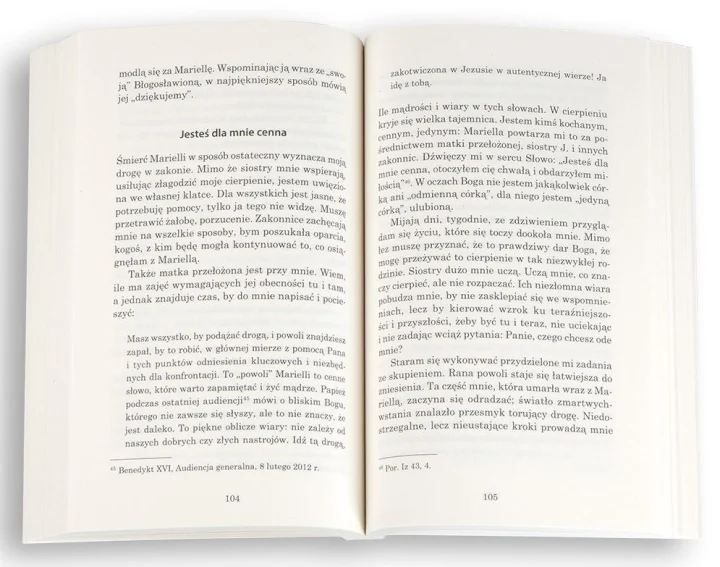 modlą się za Mariellę. Wspominając ją wraz ze „swo-
ją” Błogosławioną, w najpiękniejszy sposób mówią
jej „dziękujemy”.
Jesteś dla mnie cenna
Śmierć Marielli w sposób ostateczny wyznacza moją
drogę w zakonie. Mimo że siostry mnie wspierają,
usiłując złagodzić moje cierpienie, jestem uwięzio-
na we własnej klatce. Dla wszystkich jest jasne, że
potrzebuję pomocy, tylko ja tego nie widzę. Muszę
przetrawić żałobę, porzucenie. Zakonnice zachęcają
mnie na wszelkie sposoby, bym poszukała oparcia,
kogoś, z kim będę mogła kontynuować to, co osią-
gnęłam z Mariellą.
Także matka przełożona jest przy mnie. Wiem,
ile ma zajęć wymagających jej obecności tu i tam,
a jednak znajduje czas, by do mnie napisać i pocie-
szyć:
Masz wszystko, by podążać drogą, i powoli znajdziesz
zapał, by to robić, w głównej mierze z pomocą Pana
i tych punktów odniesienia kluczowych i niezbęd-
nych dla konfrontacji. To „powoli” Marielli to cenne
słowo, które warto zapamiętać i żyć mądrze. Papież
podczas ostatniej audiencji⁴⁵ mówi o bliskim Bogu,
którego nie zawsze się słyszy, ale to nie znaczy, że
jest daleko. To piękne oblicze wiary: nie zależy od
naszych dobrych czy złych nastrojów. Idź tą drogą,
⁴⁵ Benedykt XVI, Audiencja generalna, 8 lutego 2012 r.
104
zakotwiczona w Jezusie w autentycznej wierze! Ja
idę z tobą.
Ile mądrości i wiary w tych słowach. W cierpieniu
kryje się wielka tajemnica. Jestem kimś kochanym,
cennym, jedynym: Mariella powtarza mi to za po-
średnictwem matki przełożonej, siostry J. i innych
zakonnic. Dźwięczy mi w sercu Słowo: „Jesteś dla
mnie cenna, otoczyłem cię chwałą i obdarzyłem mi-
łością”⁴⁶. W oczach Boga nie jestem jakąkolwiek cór-
ką ani „odmienną córką”, dla niego jestem „jedyną
córką”, ulubioną.
Mijają dni, tygodnie, ze zdziwieniem przyglą-
dam się życiu, które się toczy dookoła mnie. Mimo
łez muszę przyznać, że to prawdziwy dar Boga, że
mogę przeżywać to cierpienie w tak niezwykłej ro-
dzinie. Siostry dużo mnie uczą. Uczą mnie, co zna-
czy cierpieć, ale nie rozpaczać. Ich niezłomna wiara
pobudza mnie, by nie zasklepiać się we wspomnie-
niach, lecz by kierować wzrok ku teraźniejszo-
ści i przyszłości, żeby być tu i teraz, nie uciekając
i nie zadając wciąż pytania: Panie, czego chcesz ode
mnie?
Staram się wykonywać przydzielone mi zadania
ze skupieniem. Rana powoli staje się łatwiejsza do
zniesienia. Ta część mnie, która umarła wraz z Ma-
riellą, zaczyna się odradzać; światło zmartwych-
wstania znalazło przesmyk torujący drogę. Niedo-
strzegalne, lecz nieustające kroki prowadzą mnie
⁴⁶ Por. Iz 43, 4.
105